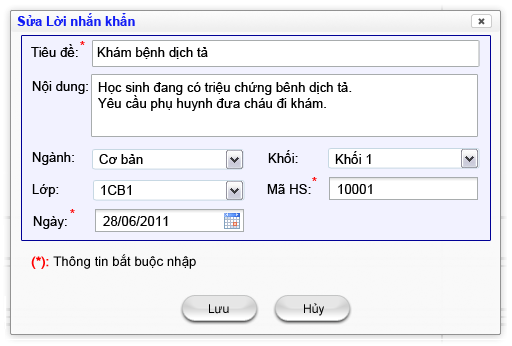 Sửa Lời nhắn khẩn
Tiêu đề:* Khám bệnh dịch tả
Nội dung: Học sinh đang có triệu chứng bênh dịch tả.
Yêu cầu phụ huynh đưa cháu đi khám.
Ngành: Cơ bản Khối: Khối 1
Lớp: 1CB1 Mã HS:* 10001
Ngày:* 28/06/2011
(*): Thông tin bắt buộc nhập
Lưu Hủy